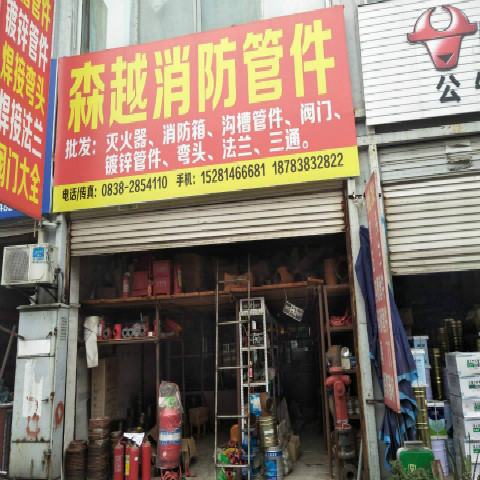 森越消防管件
批发：灭火器、消防箱、沟槽管件、阀门、
镀锌管件、弯头、法兰、三通。
电话/传真：0838-2854110 手机：15281466681 18783832822
镀锌管件
焊接弯头
焊接法兰
阀门大全
公牛